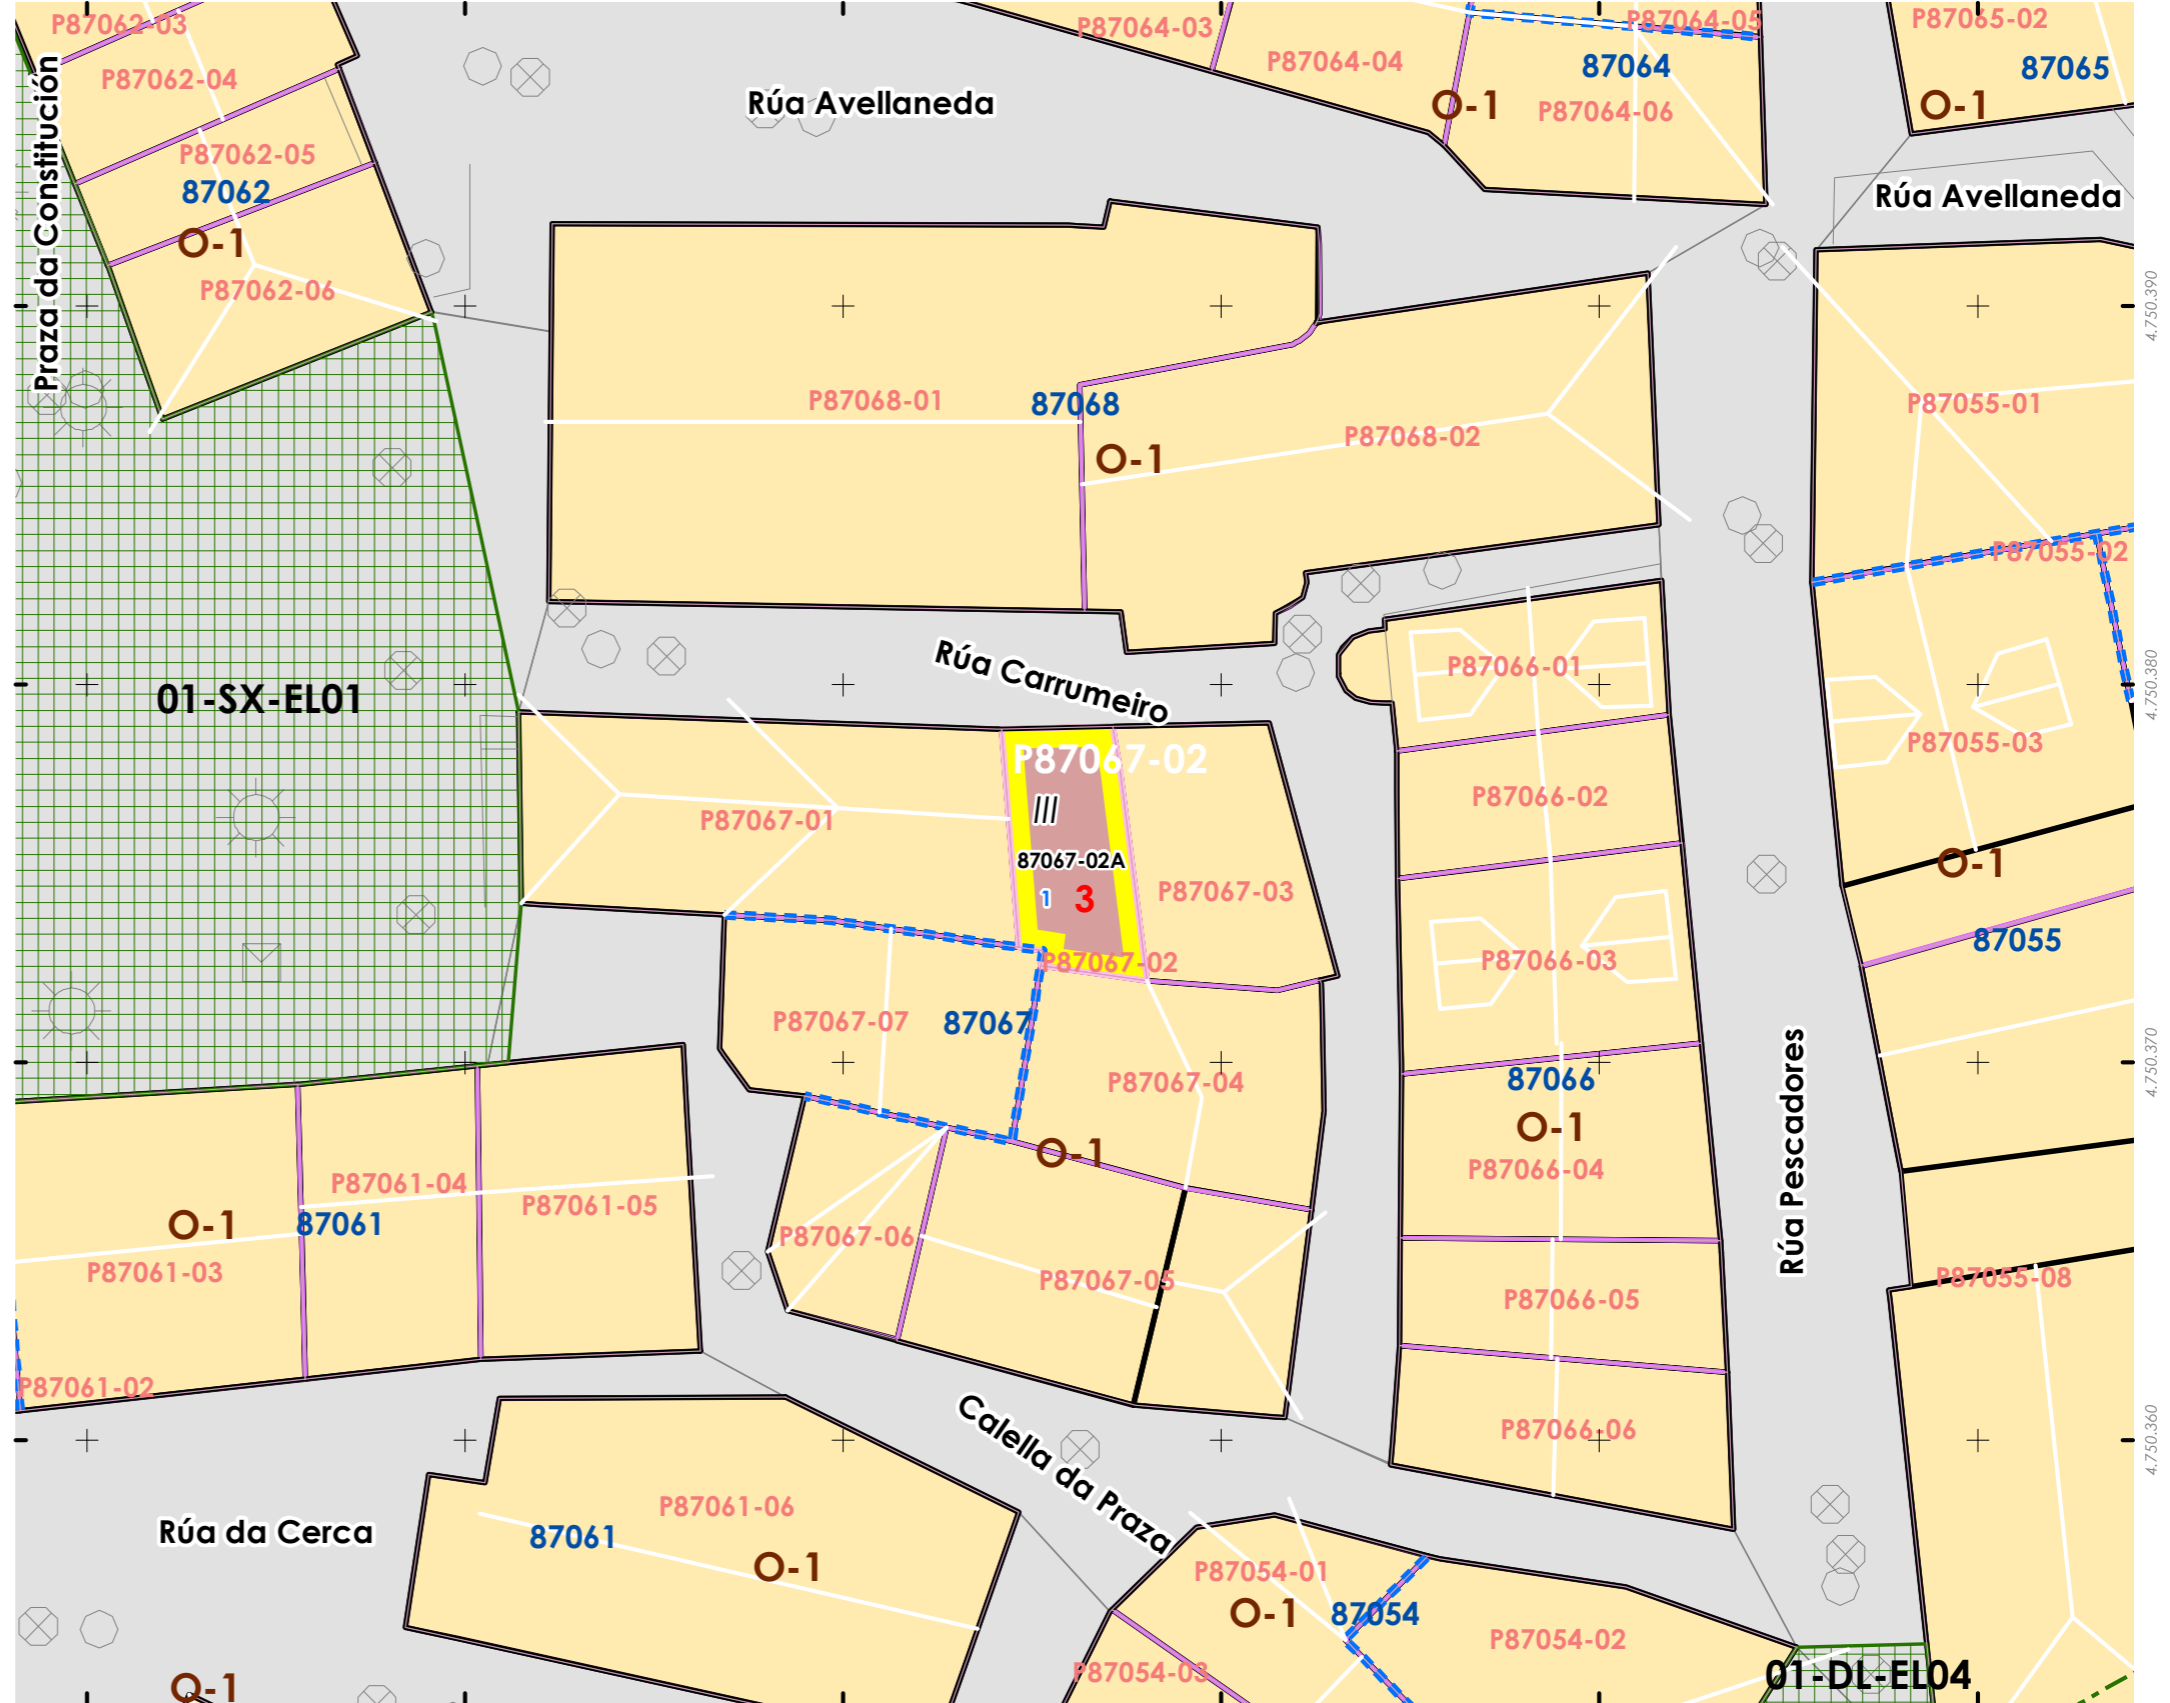 P87062-03
P87064-03
P87064-05
P87065-02
P87062-04
P87064-04
87064
87065
Praza da Constitución
Rúa Avellaneda
O-1
P87064-06
O-1
P87062-05
87062
Rúa Avellaneda
O-1
P87062-06
4.750.390
P87068-01
87068
P87055-01
P87068-02
O-1
P87055-02
Rúa Carrumeiro
P87066-01
01-SX-EL01
4.750.380
P87055-03
P87067-02
P87066-02
III
P87067-01
87067-02A
O-1
1
3
P87067-03
87055
P87066-03
P87067-02
P87067-07
87067
P87067-04
87066
O-1
O-1
P87066-04
Rúa Pescadores
4.750.370
P87061-04
P87061-05
O-1
87061
P87067-06
P87061-03
P87067-05
P87055-08
P87066-05
P87061-02
P87066-06
4.750.360
Calella da Praza
P87061-06
Rúa da Cerca
87061
O-1
P87054-01
O-1
87054
P87054-02
P87054-03
01-DL-EL04
O-1